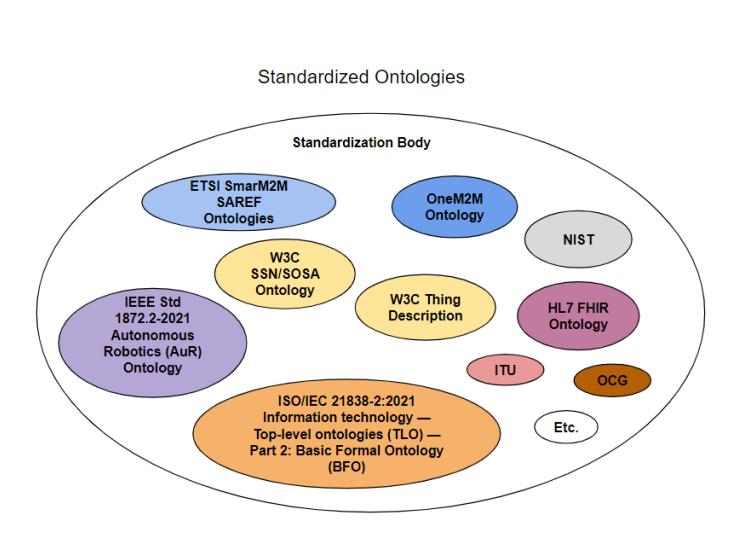 Standardized Ontologies
Standardization Body
ETSI SmarM2M
SAREF
Ontologies
OneM2M
Ontology
NIST
W3C
SSN/SOSA
Ontology
W3C Thing
Description
HL7 FHIR
Ontology
IEEE Std
1872.2-2021
Autonomous
Robotics (AuR)
Ontology
ITU
OCG
ISO/IEC 21838-2:2021
Information technology —
Top-level ontologies (TLO) —
Part 2: Basic Formal Ontology
(BFO)
Etc.